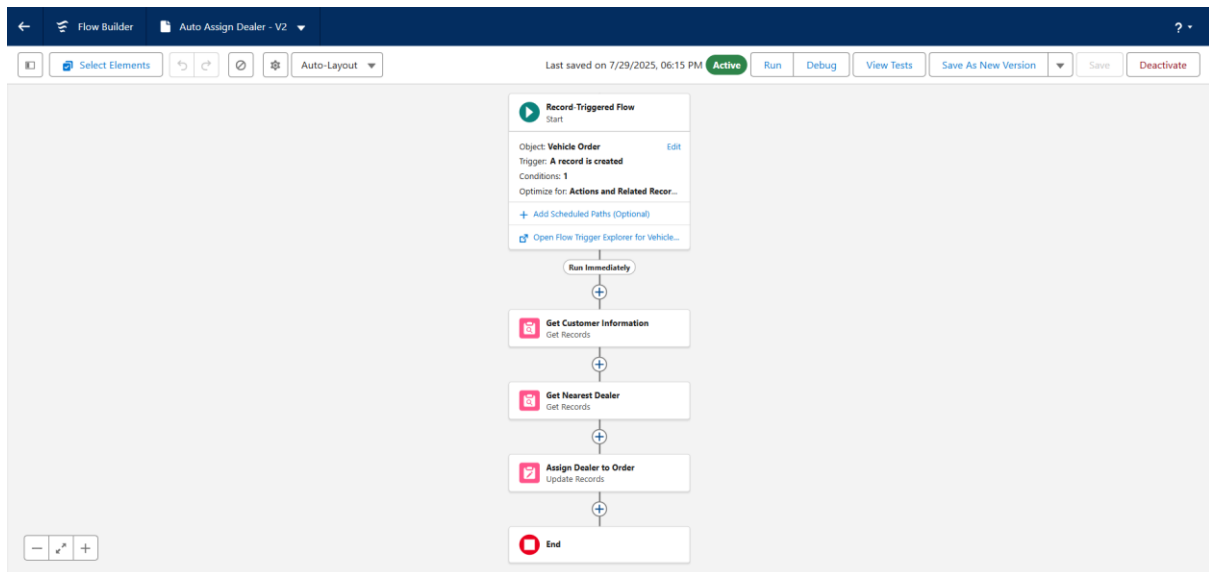 Flow Builder
Auto Assign Dealer - V2
?
Select Elements
Auto-Layout
Last saved on 7/29/2025, 06:15 PM
Active
Run
Debug
View Tests
Save As New Version
Save
Deactivate
Record-Triggered Flow
Start
Object: Vehicle Order
Edit
Trigger: A record is created
Conditions: 1
Optimize for: Actions and Related Recor...
+ Add Scheduled Paths (Optional)
Open Flow Trigger Explorer for Vehicle...
Run Immediately
Get Customer Information
Get Records
Get Nearest Dealer
Get Records
Assign Dealer to Order
Update Records
End